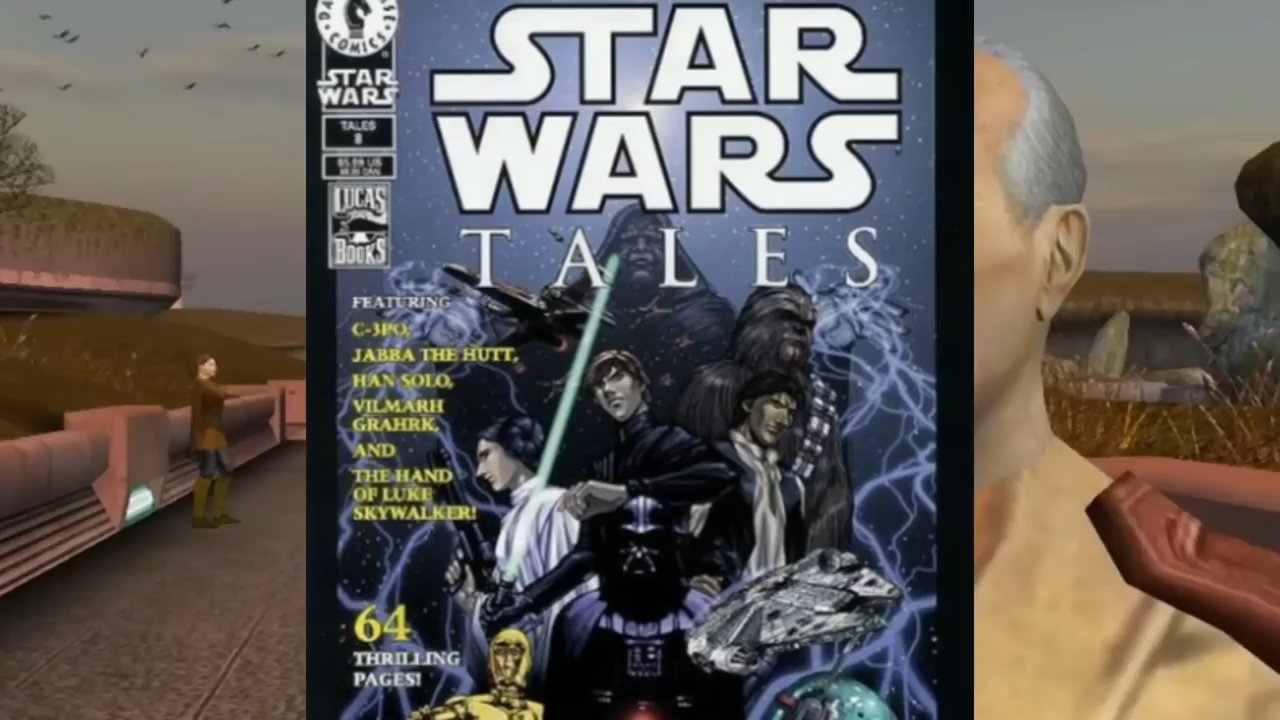 COMICS
STAR
WARS
TALES
8
LUCAS
BOOKS
STAR
WARS
TALES
FEATURING
C-3PO,
JABBA THE HUTT,
HAN SOLO,
VILMARH
GRAHRK,
AND
THE HAND
OF LUKE
SKYWALKER!
64
THRILLING
PAGES!